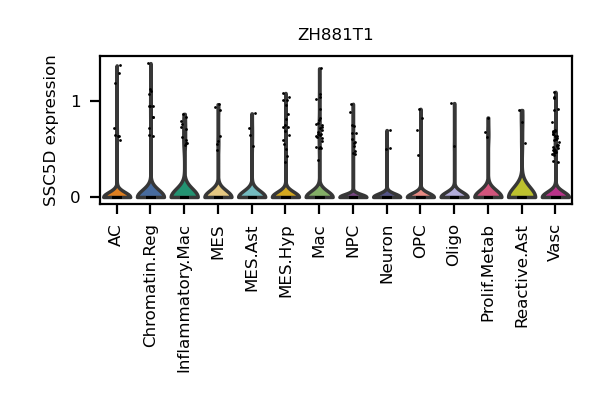 ZH881T1
SSC5D expression
1
0
AC
Chromatin.Reg
Inflammatory.Mac
MES
MES.Ast
MES.Hyp
Mac
NPC
Neuron
OPC
Oligo
Prolif.Metab
Reactive.Ast
Vasc